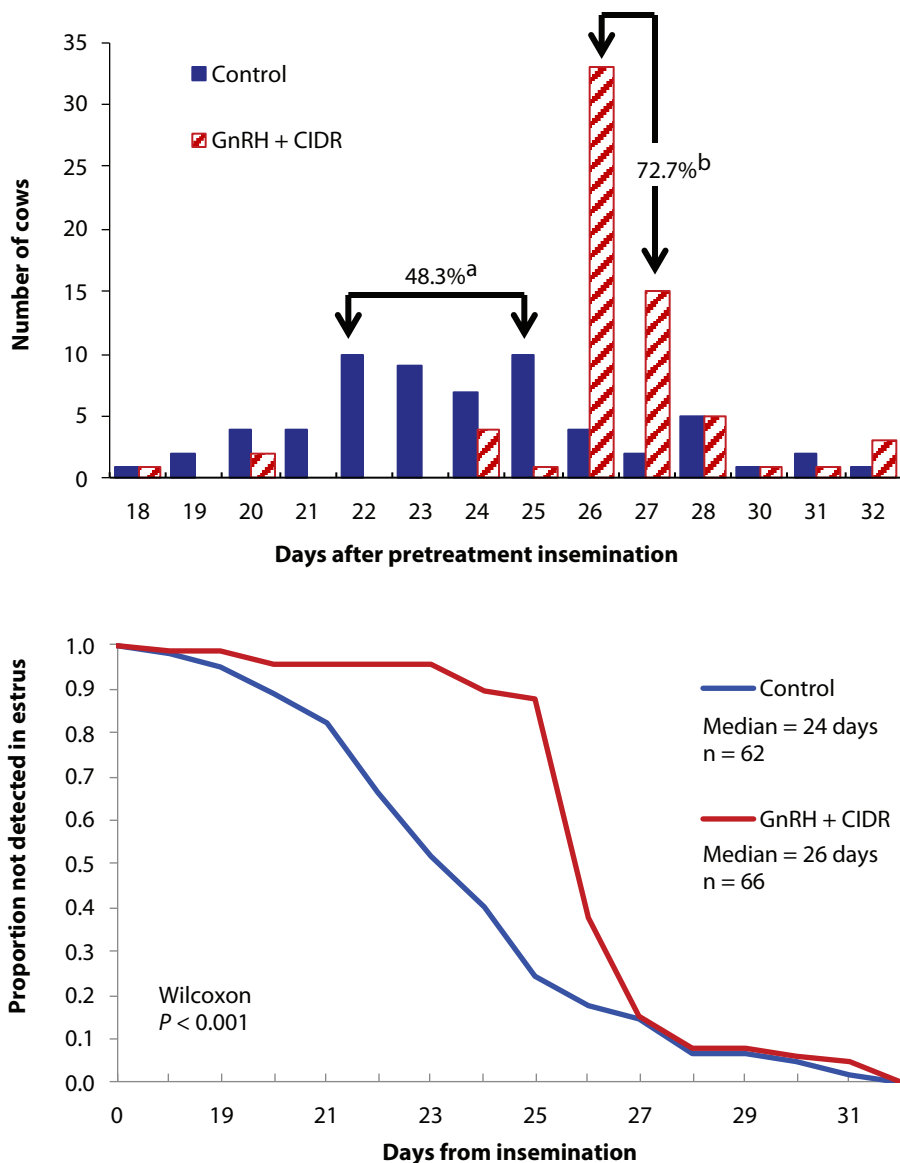 35
30
25
20
15
10
5
0
Number of cows
Control
GnRH + CIDR
48.3%a
72.7%b
18 19 20 21 22 23 24 25 26 27 28 30 31 32
Days after pretreatment insemination
1.0
0.9
0.8
0.7
0.6
0.5
0.4
0.3
0.2
0.1
0.0
Proportion not detected in estrus
Control
Median = 24 days
n = 62
GnRH + CIDR
Median = 26 days
n = 66
Wilcoxon
P < 0.001
0 19 21 23 25 27 29 31
Days from insemination